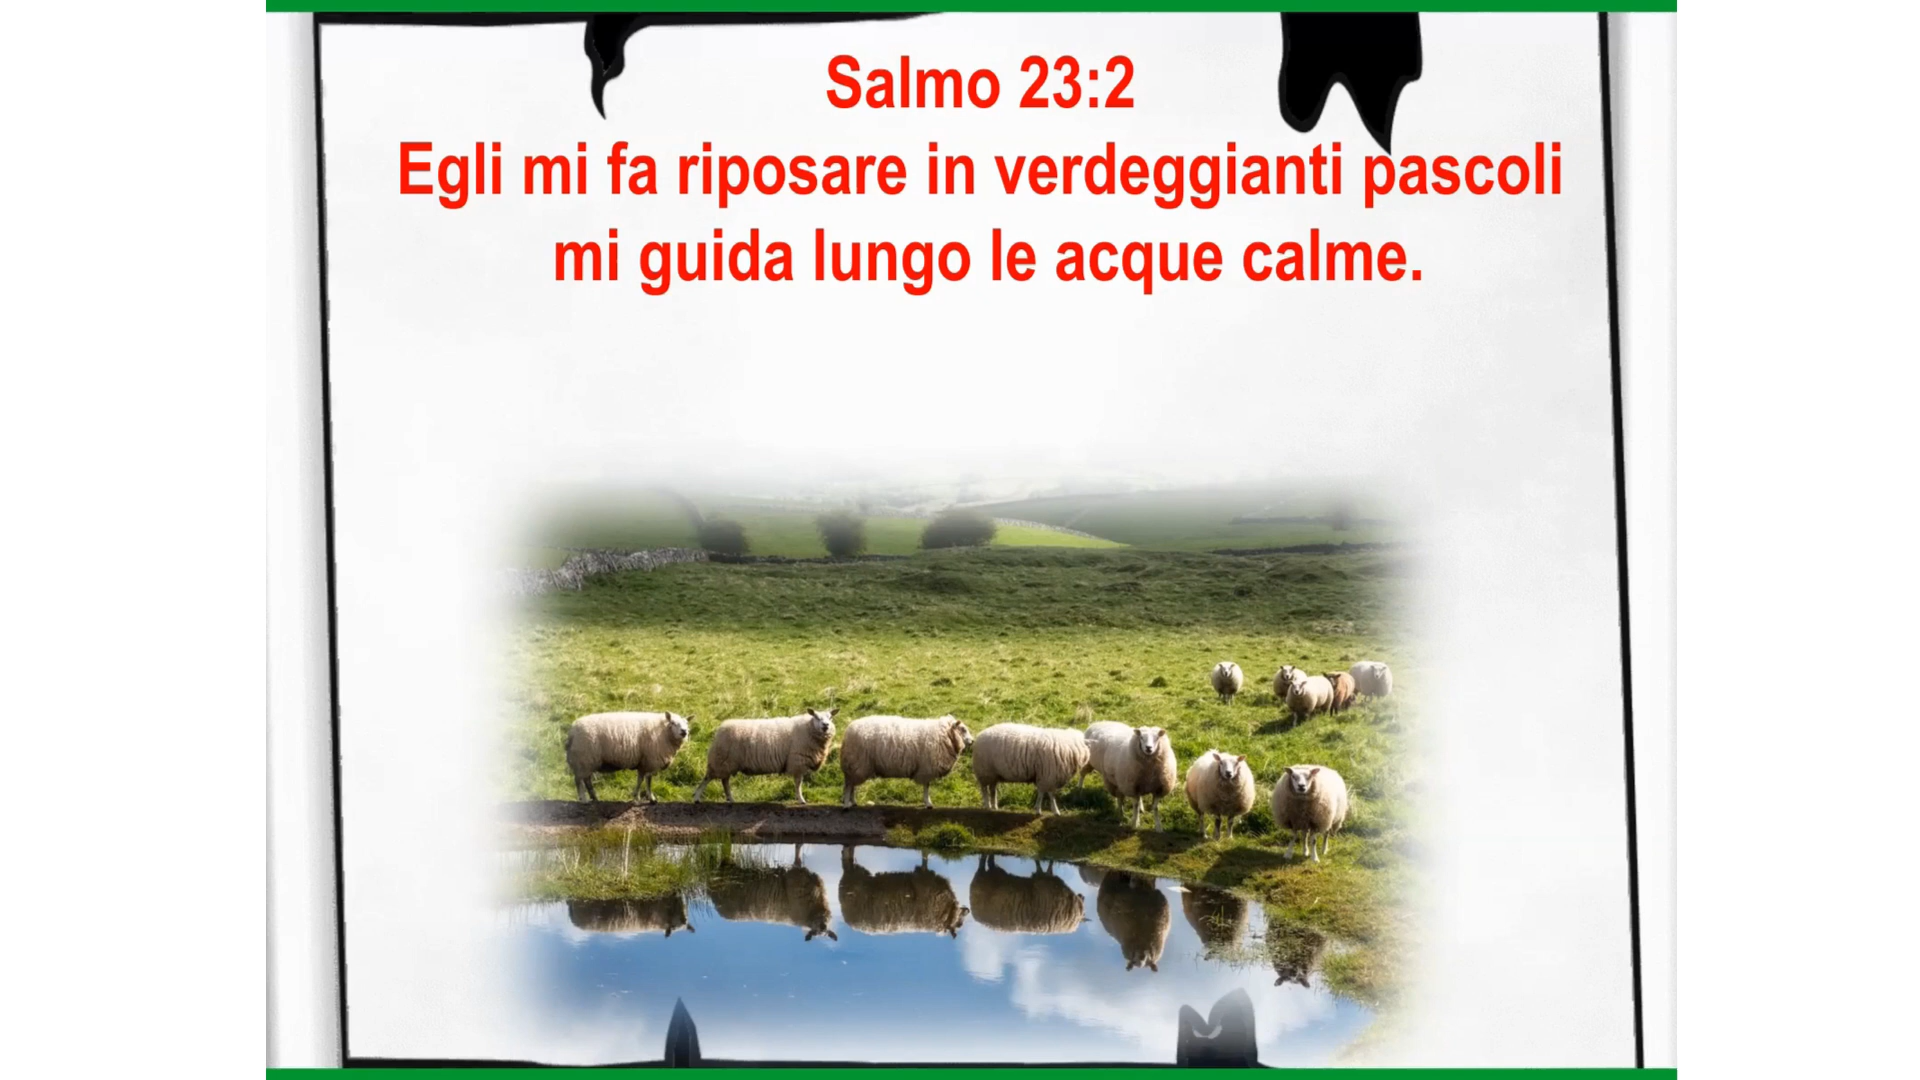 Salmo 23:2
Egli mi fa riposare in verdeggianti pascoli
mi guida lungo le acque calme.